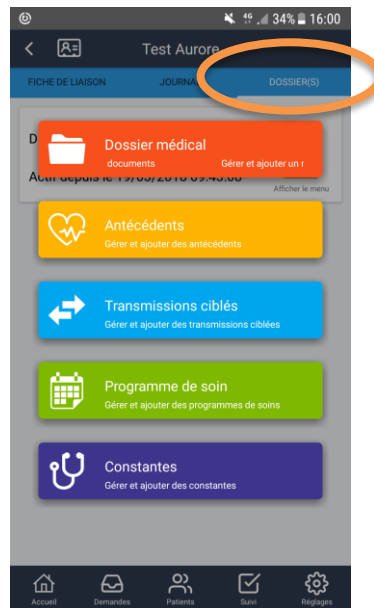 4G 34% 16:00
Test Aurore
FICHE DE LIAISON JOURNA DOSSIER(S)
D
Dossier médical
documents Gérer et ajouter un r
Actif depuis le 19/03/2018 09:43:00
Afficher le menu
Antécédents
Gérer et ajouter des antécédents
Transmissions ciblés
Gérer et ajouter des transmissions ciblées
Programme de soin
Gérer et ajouter des programmes de soins
Constantes
Gérer et ajouter des constantes
Accueil Demandes Patients Suivi Réglages